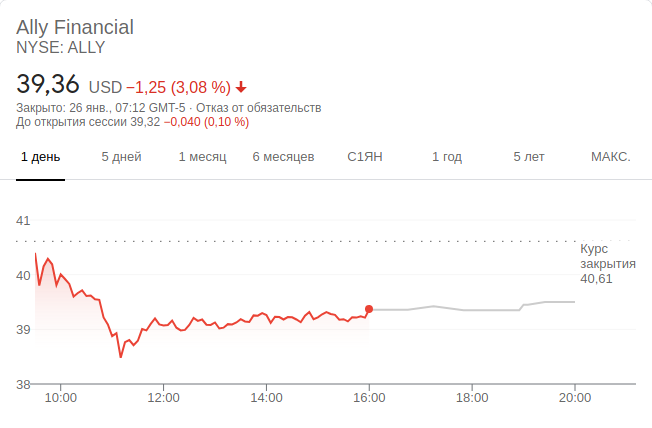 Ally Financial
NYSE: ALLY
39,36 USD −1,25 (3,08 %)
Закрыто: 26 янв., 07:12 GMT-5 · Отказ от обязательств
До открытия сессии 39,32 −0,040 (0,10 %)
1 день 5 дней 1 месяц 6 месяцев С1ЯН 1 год 5 лет МАКС.
41
Курс
закрытия
40,61
40
39
38
10:00 12:00 14:00 16:00 18:00 20:00